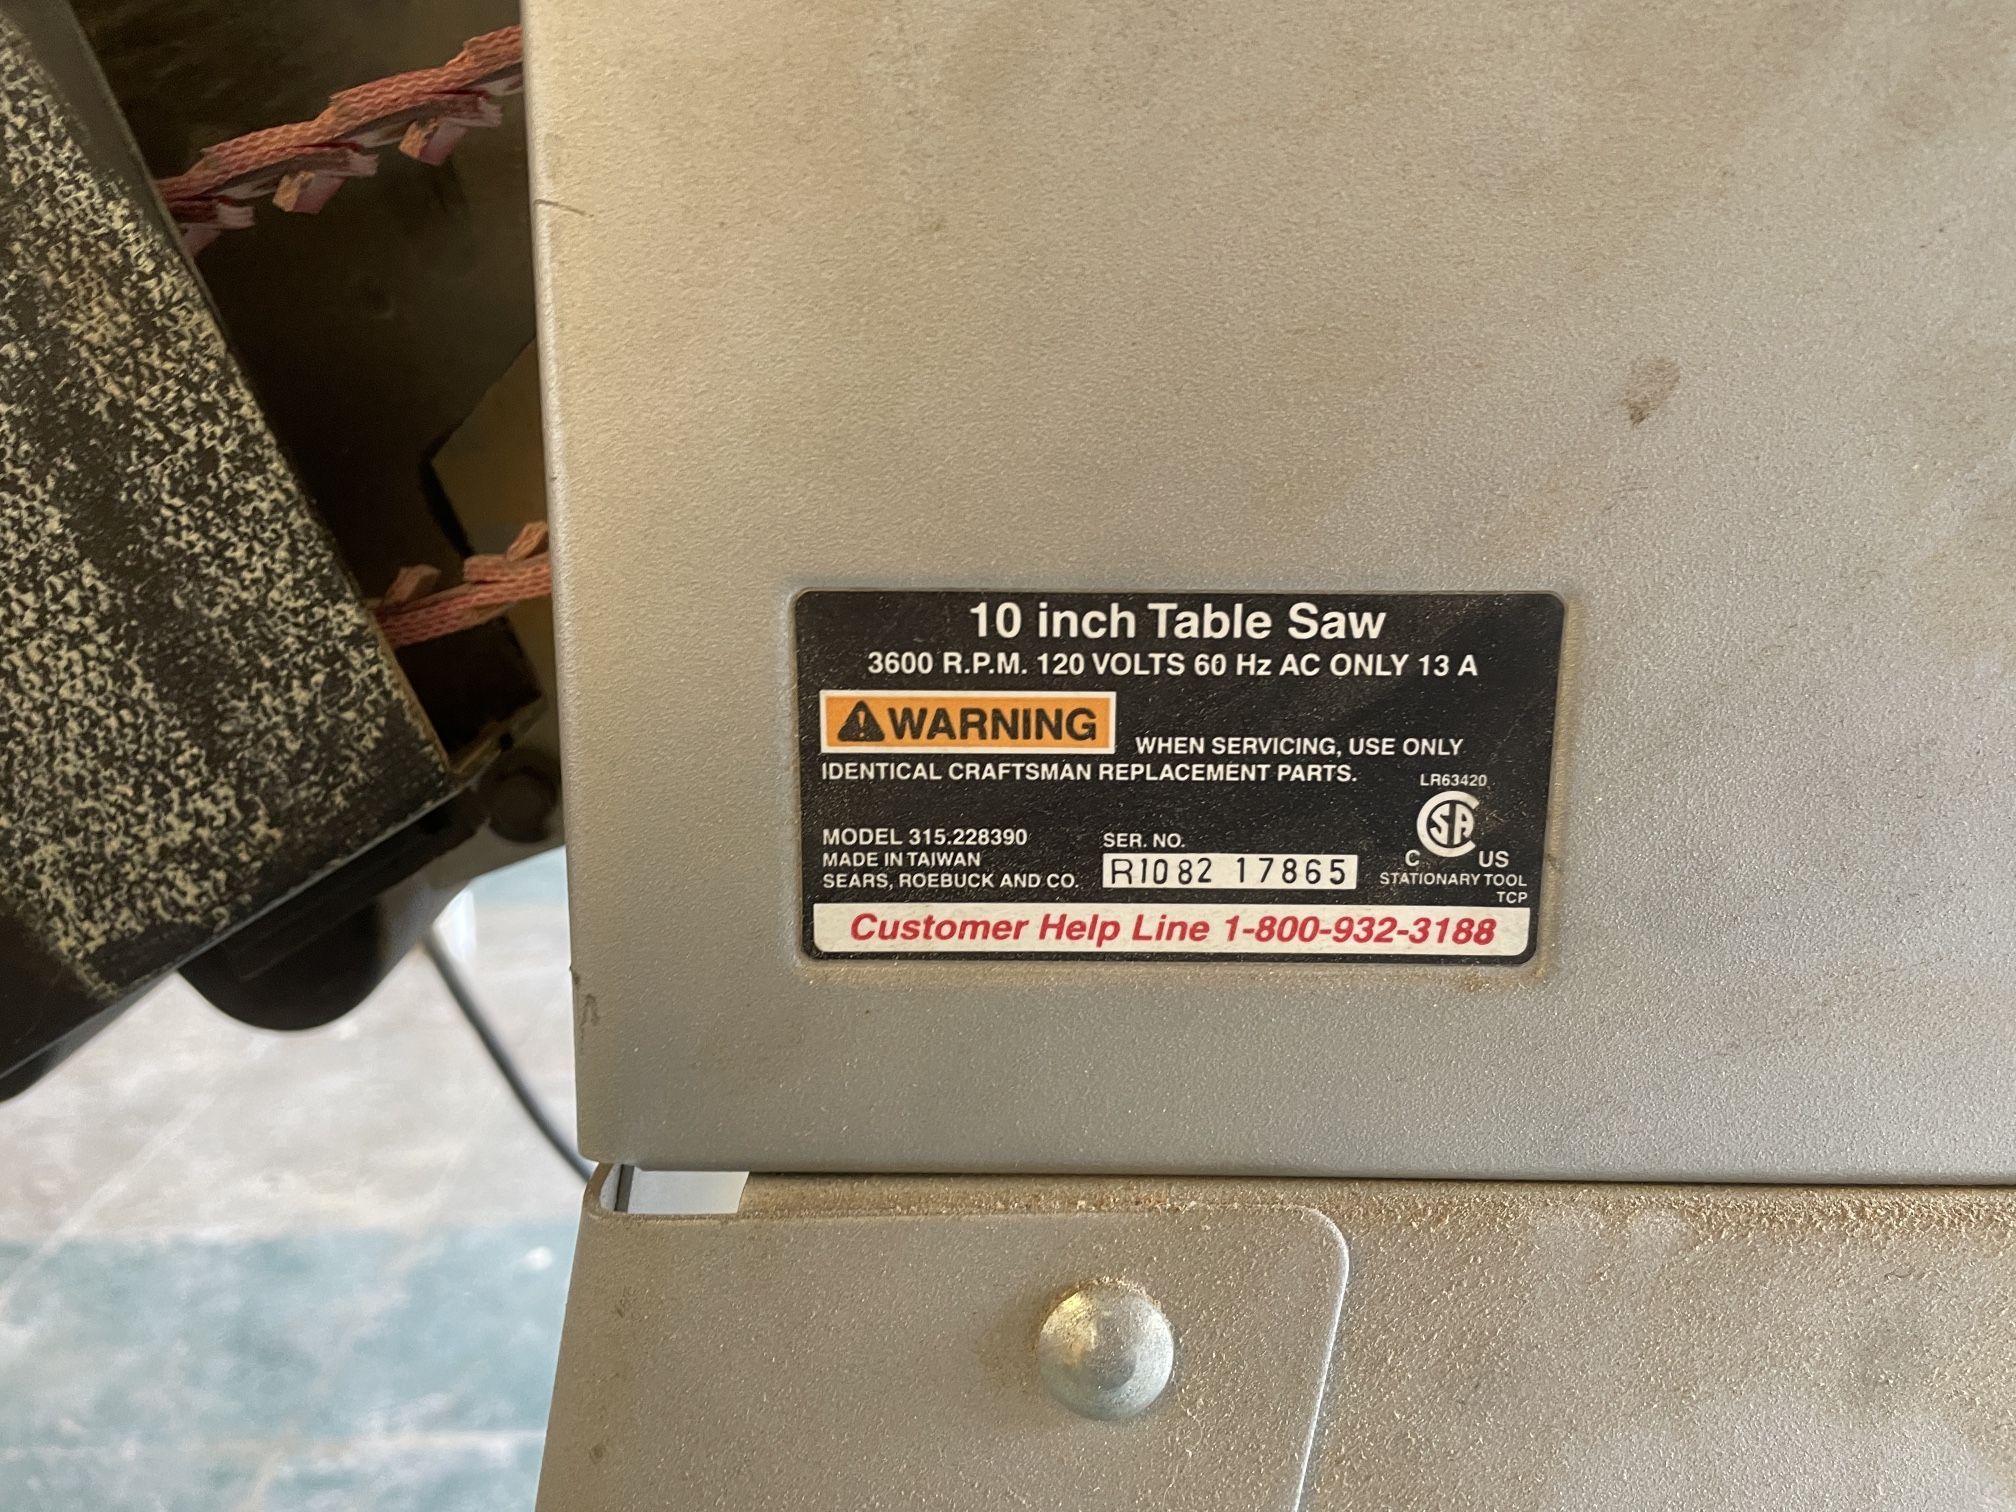 10 inch Table Saw
3600 R.P.M. 120 VOLTS 60 Hz AC ONLY 13 A
WARNING WHEN SERVICING, USE ONLY
IDENTICAL CRAFTSMAN REPLACEMENT PARTS.
LR63420
SA
C US
STATIONARY TOOL
TCP
MODEL 315.228390
MADE IN TAIWAN
SEARS, ROEBUCK AND CO.
SER. NO.
R1082 17865
Customer Help Line 1-800-932-3188